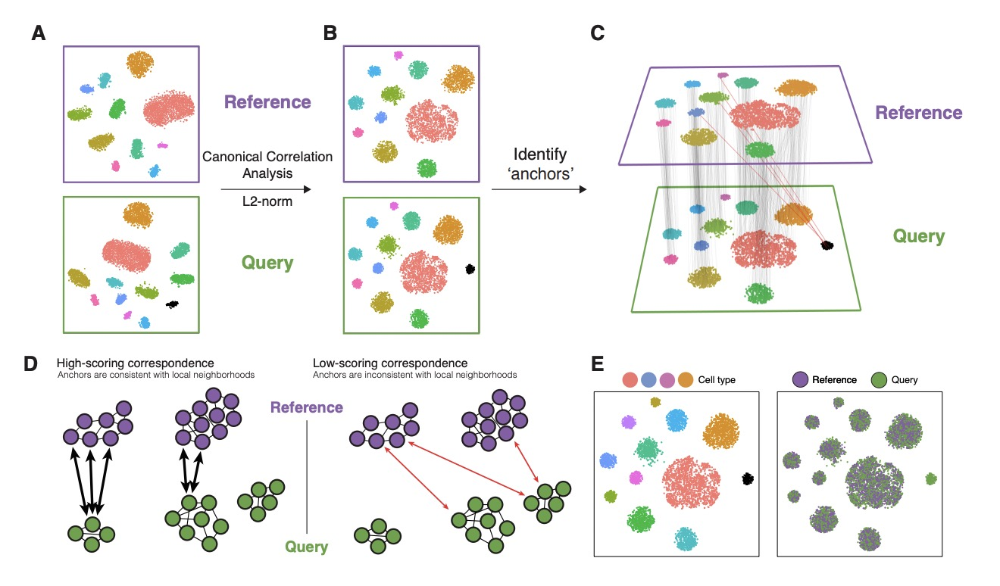 A
B
C
Reference
Canonical Correlation
Analysis
L2-norm
Query
Identify
‘anchors’
Reference
Query
D
High-scoring correspondence
Anchors are consistent with local neighborhoods
Low-scoring correspondence
Anchors are inconsistent with local neighborhoods
Reference
Query
E
Cell type
Reference
Query